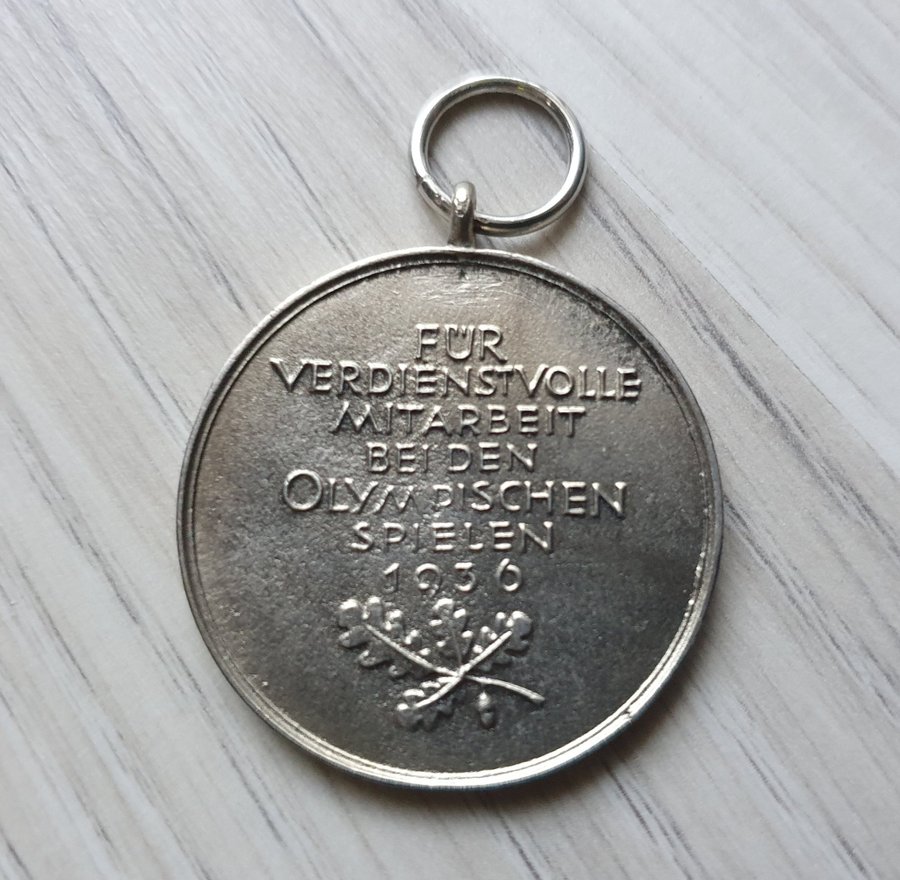 FÜR
VERDIENSTVOLLE
MITARBEIT
BEI DEN
OLYMPISCHEN
SPIELEN
1936